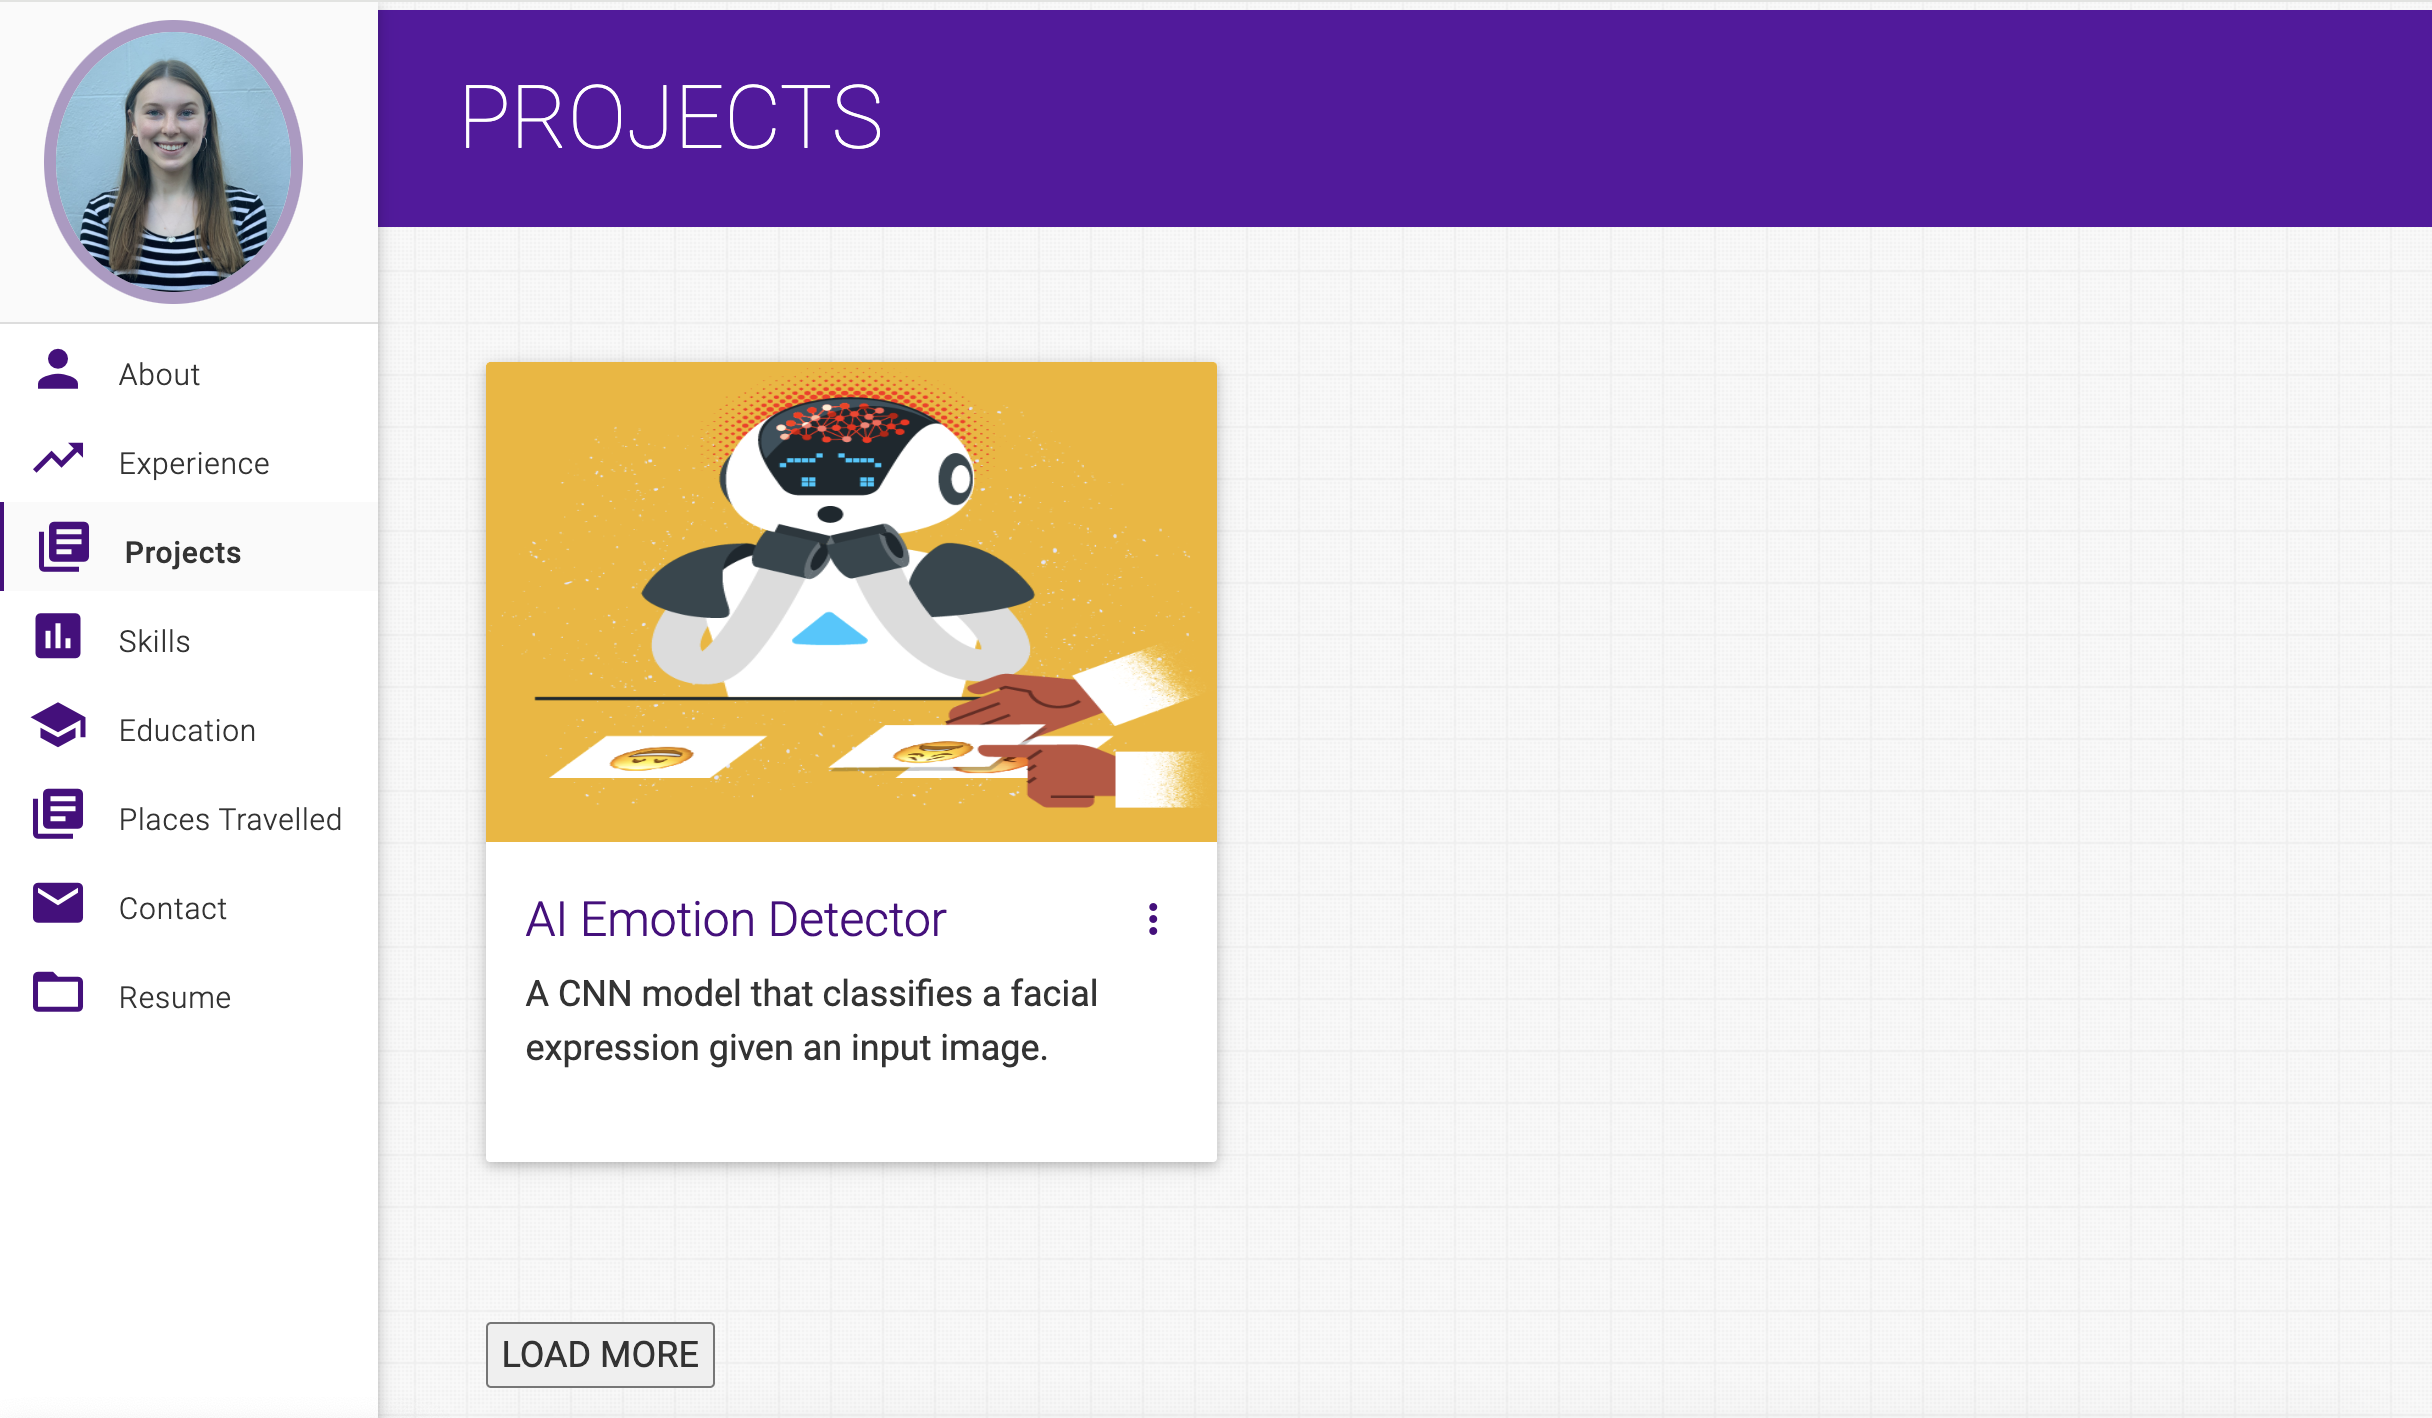 PROJECTS
About
Experience
Projects
Skills
Education
Places Travelled
Contact
Resume
AI Emotion Detector
A CNN model that classifies a facial
expression given an input image.
LOAD MORE